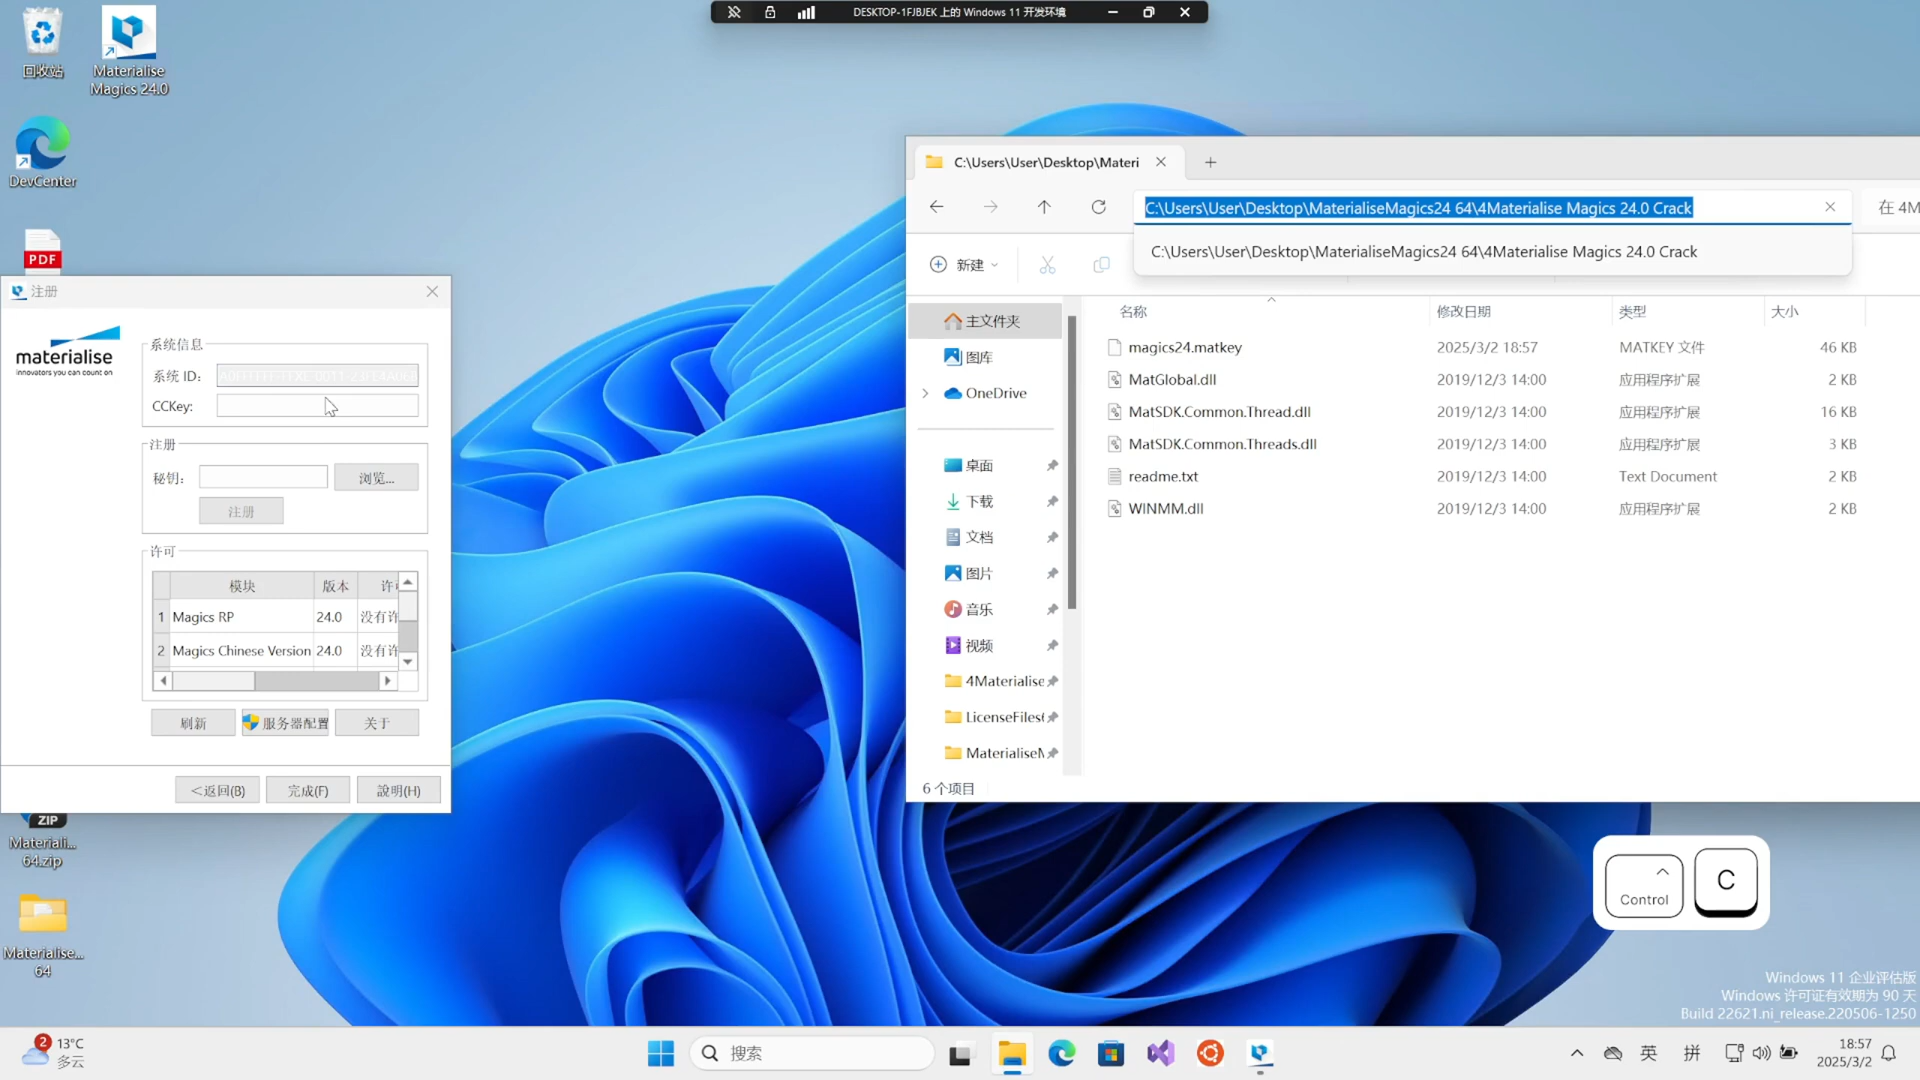 DESKTOP-1FJBJEK 上的 Windows 11 开发环境
回收站
Materialise
Magics 24.0
DevCenter
PDF
注册
materialise
innovators you can count on
系统信息
系统 ID:
CCKey:
注册
秘钥:
浏览...
注册
许可
模块
版本
1
Magics RP
24.0
没有许
2
Magics Chinese Version
24.0
没有许
刷新
服务器配置
关于
<返回(B)
完成(F)
說明(H)
ZIP
Materiali...
64.zip
Materialise...
64
C:\Users\User\Desktop\Materi
C:\Users\User\Desktop\MaterialiseMagics24 64\4Materialise Magics 24.0 Crack
在 4M
C:\Users\User\Desktop\MaterialiseMagics24 64\4Materialise Magics 24.0 Crack
新建
主文件夹
图库
OneDrive
桌面
下载
文档
图片
音乐
视频
4Materialise
LicenseFiles
Materialise
名称
修改日期
类型
大小
magics24.matkey
2025/3/2 18:57
MATKEY 文件
46 KB
MatGlobal.dll
2019/12/3 14:00
应用程序扩展
2 KB
MatSDK.Common.Thread.dll
2019/12/3 14:00
应用程序扩展
16 KB
MatSDK.Common.Threads.dll
2019/12/3 14:00
应用程序扩展
3 KB
readme.txt
2019/12/3 14:00
Text Document
2 KB
WINMM.dll
2019/12/3 14:00
应用程序扩展
2 KB
6 个项目
Control
C
Windows 11 企业评估版
Windows 许可证有效期为 90 天
Build 22621.ni_release.220506-1250
2
13°C
多云
搜索
英
拼
18:57
2025/3/2